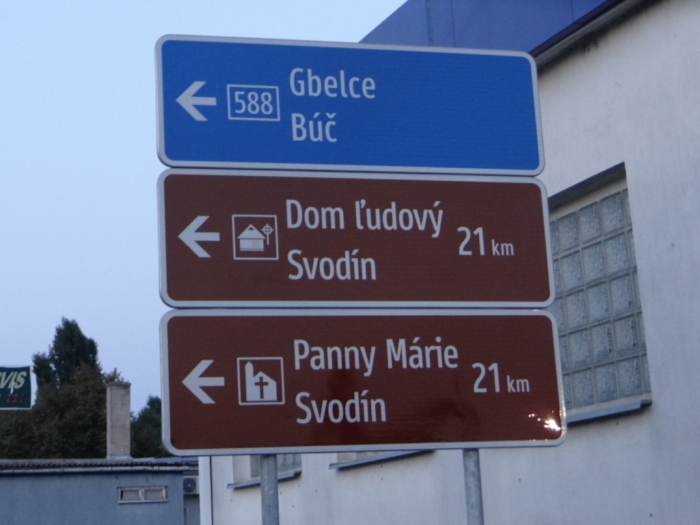 588 Gbelce
Búč
Dom ľudový
Svodín
21 km
Panny Márie
Svodín
21 km